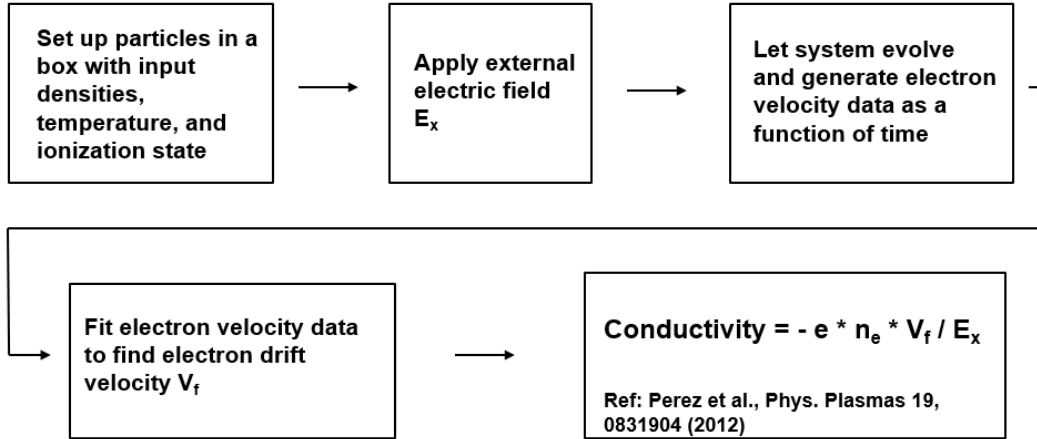 Set up particles in a
box with input
densities,
temperature, and
ionization state
Apply external
electric field
Eₓ
Let system evolve
and generate electron
velocity data as a
function of time
Fit electron velocity data
to find electron drift
velocity V_f
Conductivity = - e * nₑ * V_f / Eₓ
Ref: Perez et al., Phys. Plasmas 19,
0831904 (2012)